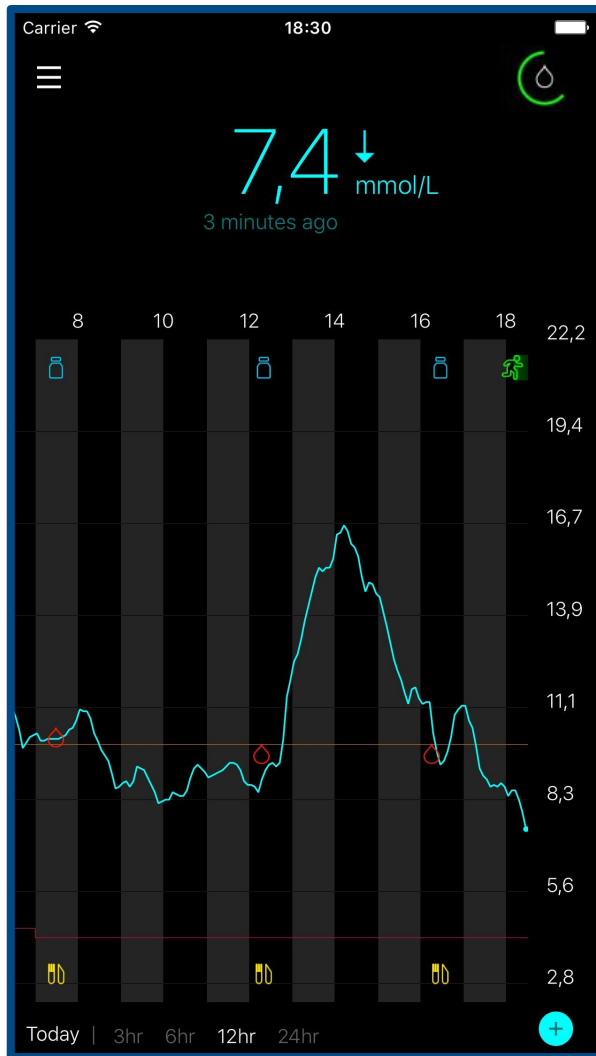 Carrier 18:30
7,4 mmol/L
3 minutes ago
8 10 12 14 16 18
22,2
19,4
16,7
13,9
11,1
8,3
5,6
2,8
Today | 3hr 6hr 12hr 24hr